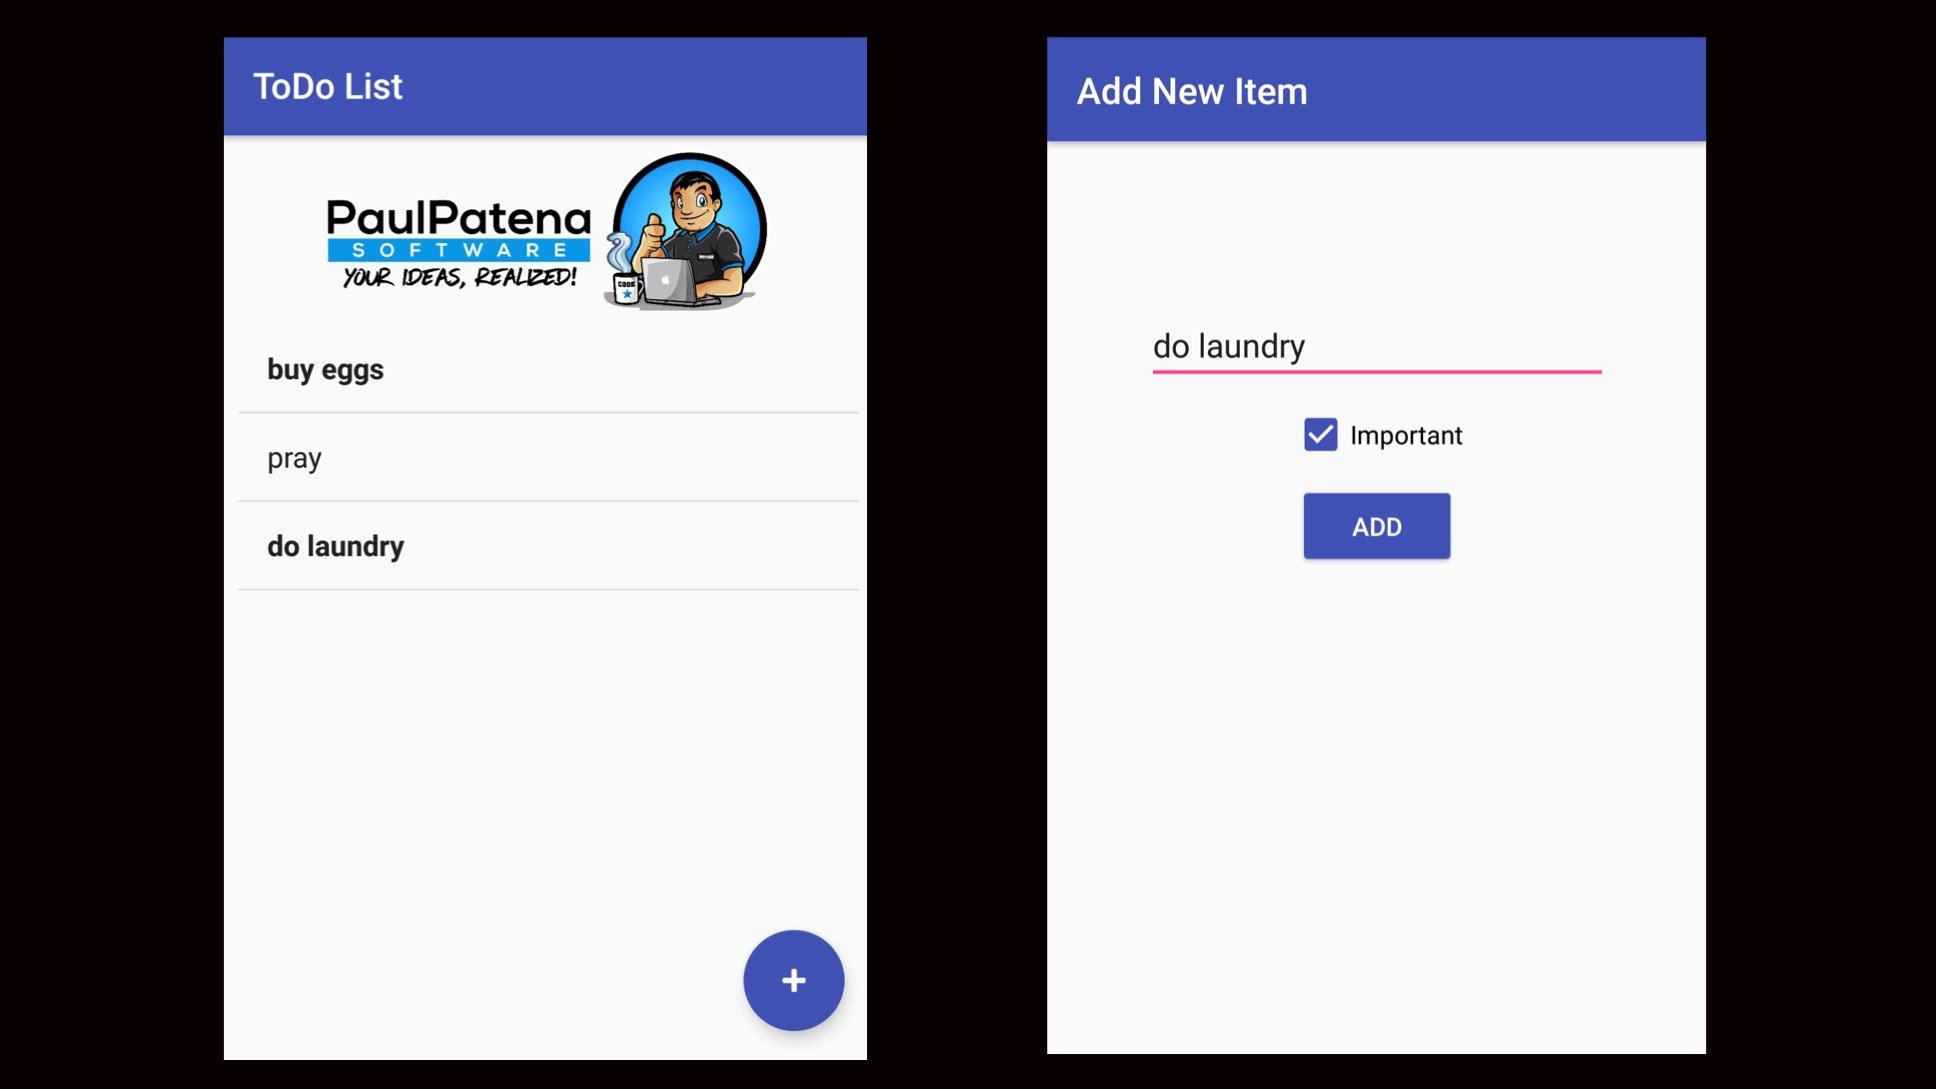 ToDo List
PaulPatena
SOFTWARE
YOUR IDEAS, REALIZED!
CODE
buy eggs
pray
do laundry
+
Add New Item
do laundry
Important
ADD